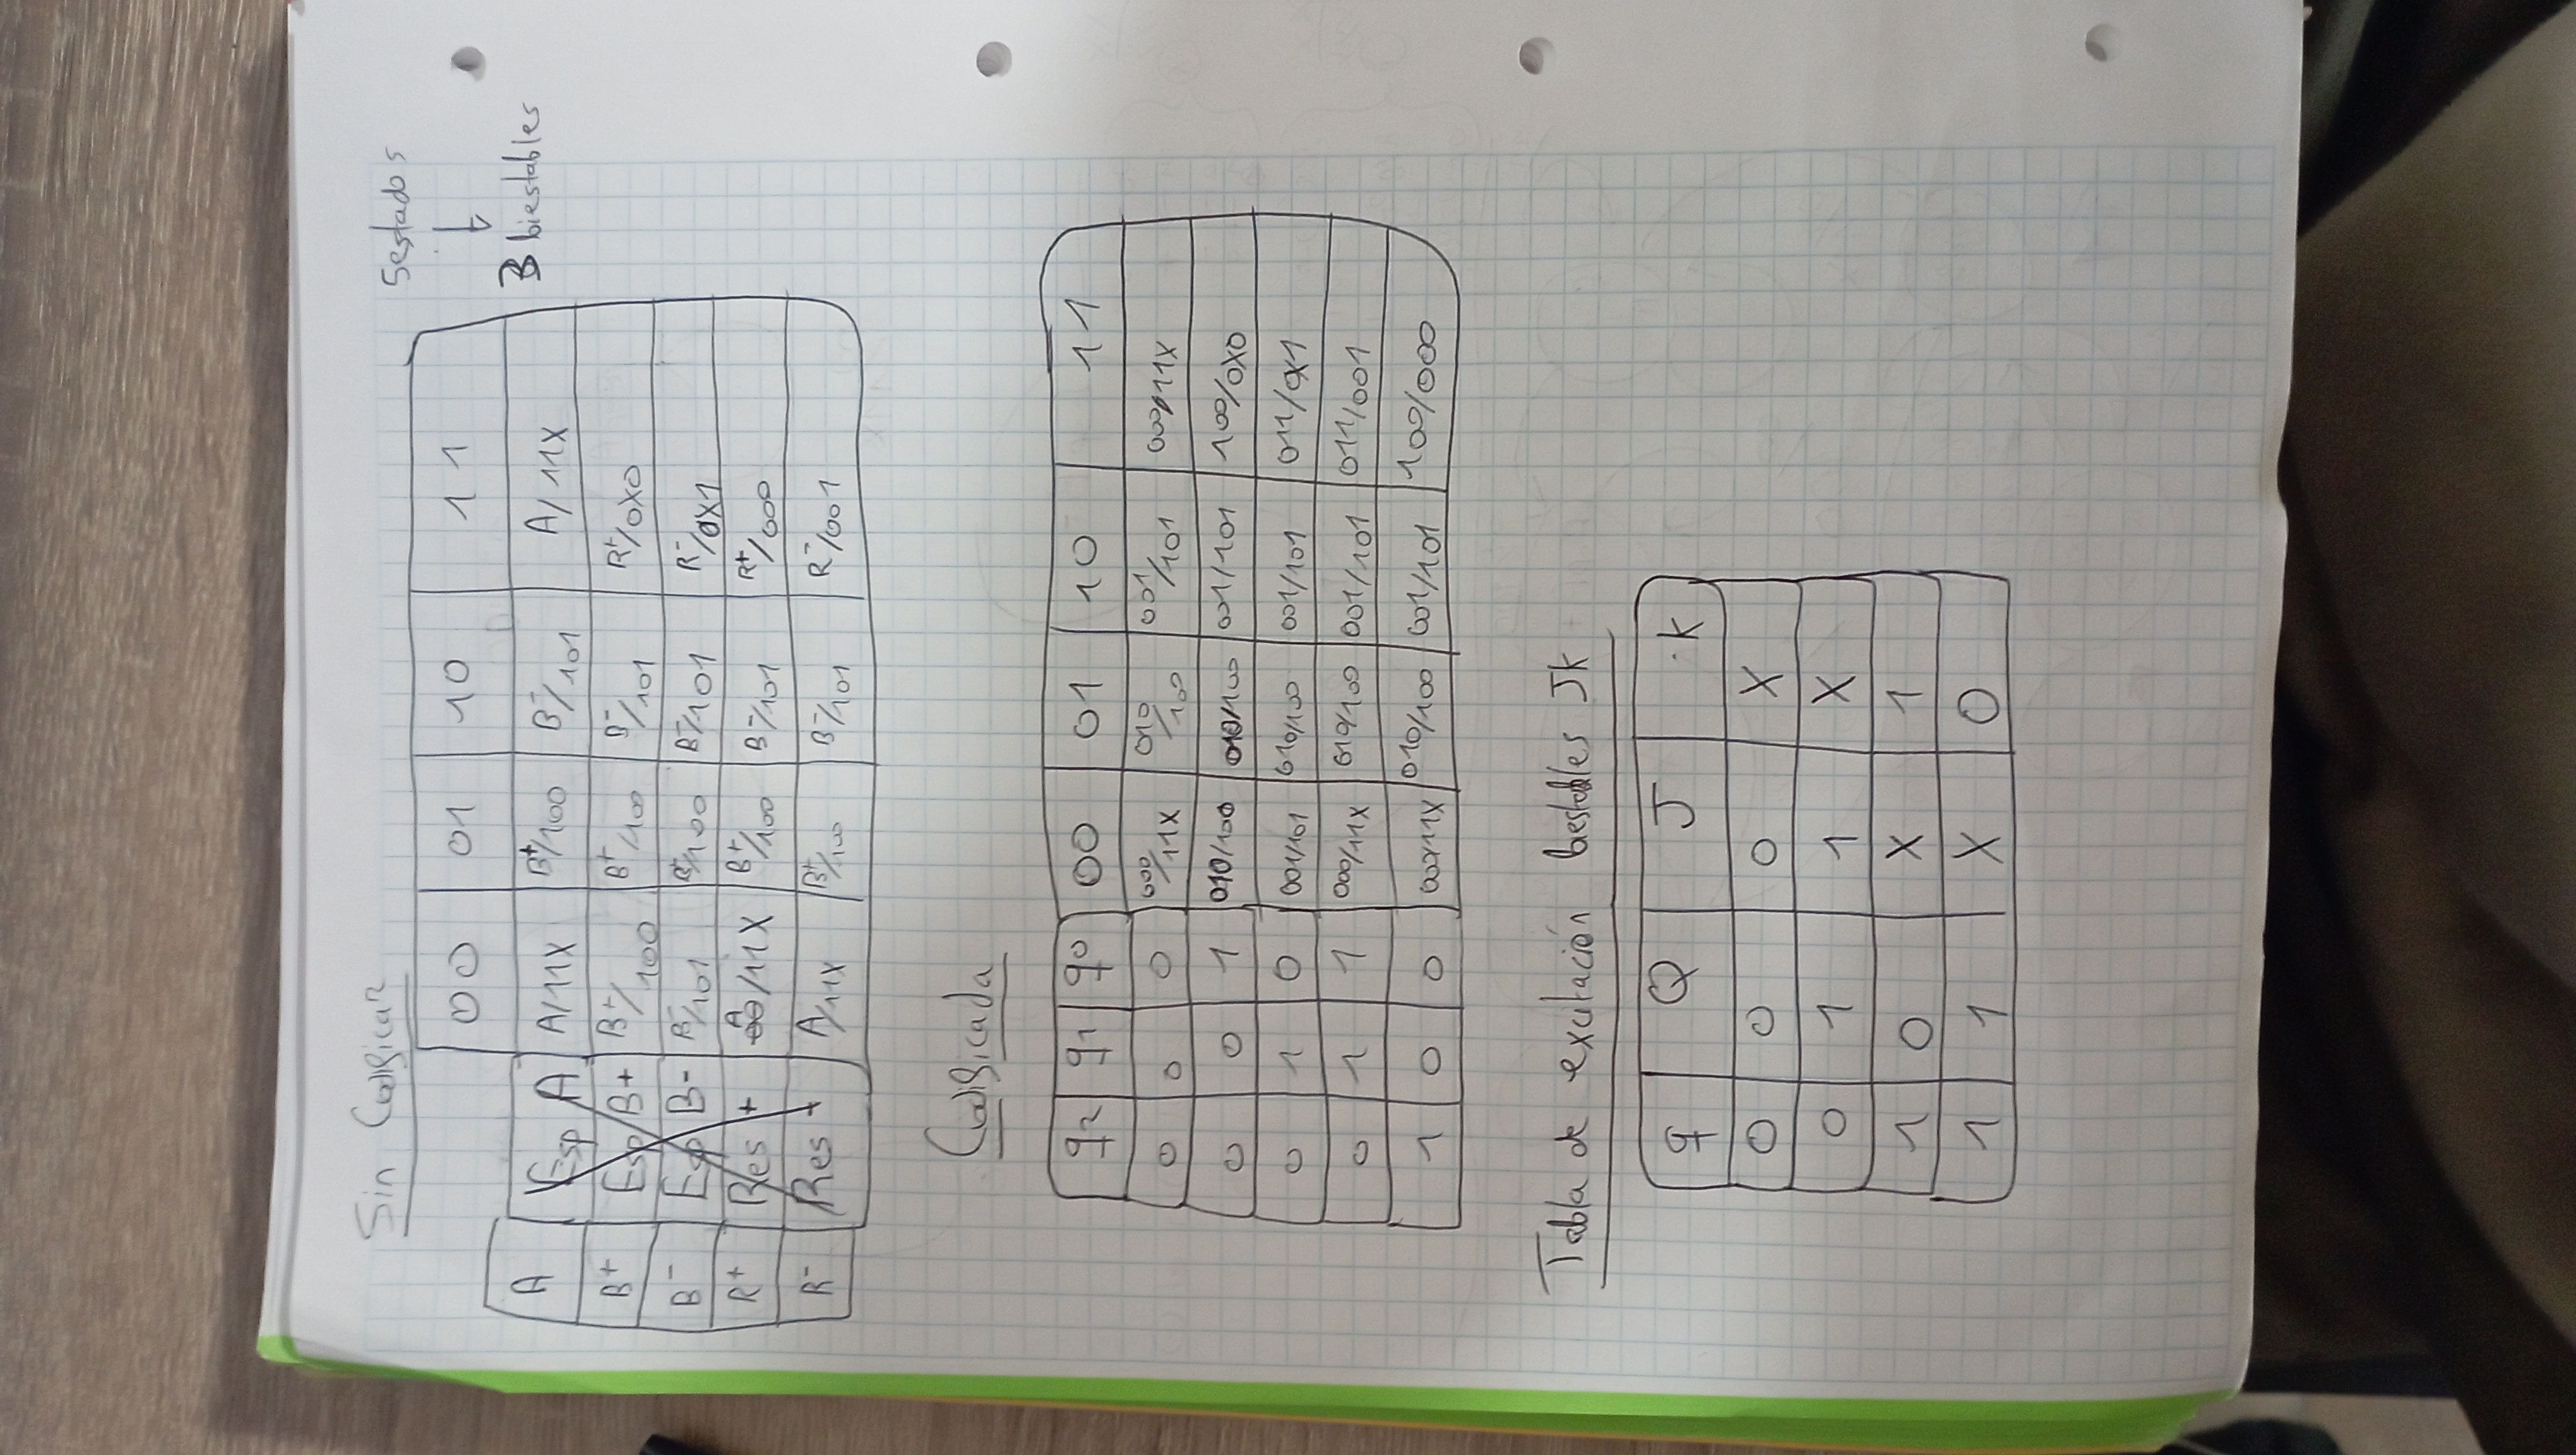 Sin Codificar
5 estados
↓
3 biestables
00 01 10 11
A Esp A A/11X B+/100 B-/101 A/11X
B+ Esp B+ B+/100 B+/100 B-/101 R+/0X0
B- Esp B- B-/101 B+/100 B-/101 R-/0X1
R+ Res + A/11X B+/100 B-/101 R+/000
R- Res - A/11X B+/100 B-/101 R-/001
Codificada
q2 q1 q0 00 01 10 11
0 0 0 000/11X 010/100 001/101 000/11X
0 0 1 010/100 010/100 001/101 100/0X0
0 1 0 001/101 010/100 001/101 011/0X1
0 1 1 000/11X 010/100 001/101 011/001
1 0 0 000/11X 010/100 001/101 100/000
Tabla de excitación biestables JK
q Q J K
0 0 0 X
0 1 1 X
1 0 X 1
1 1 X 0